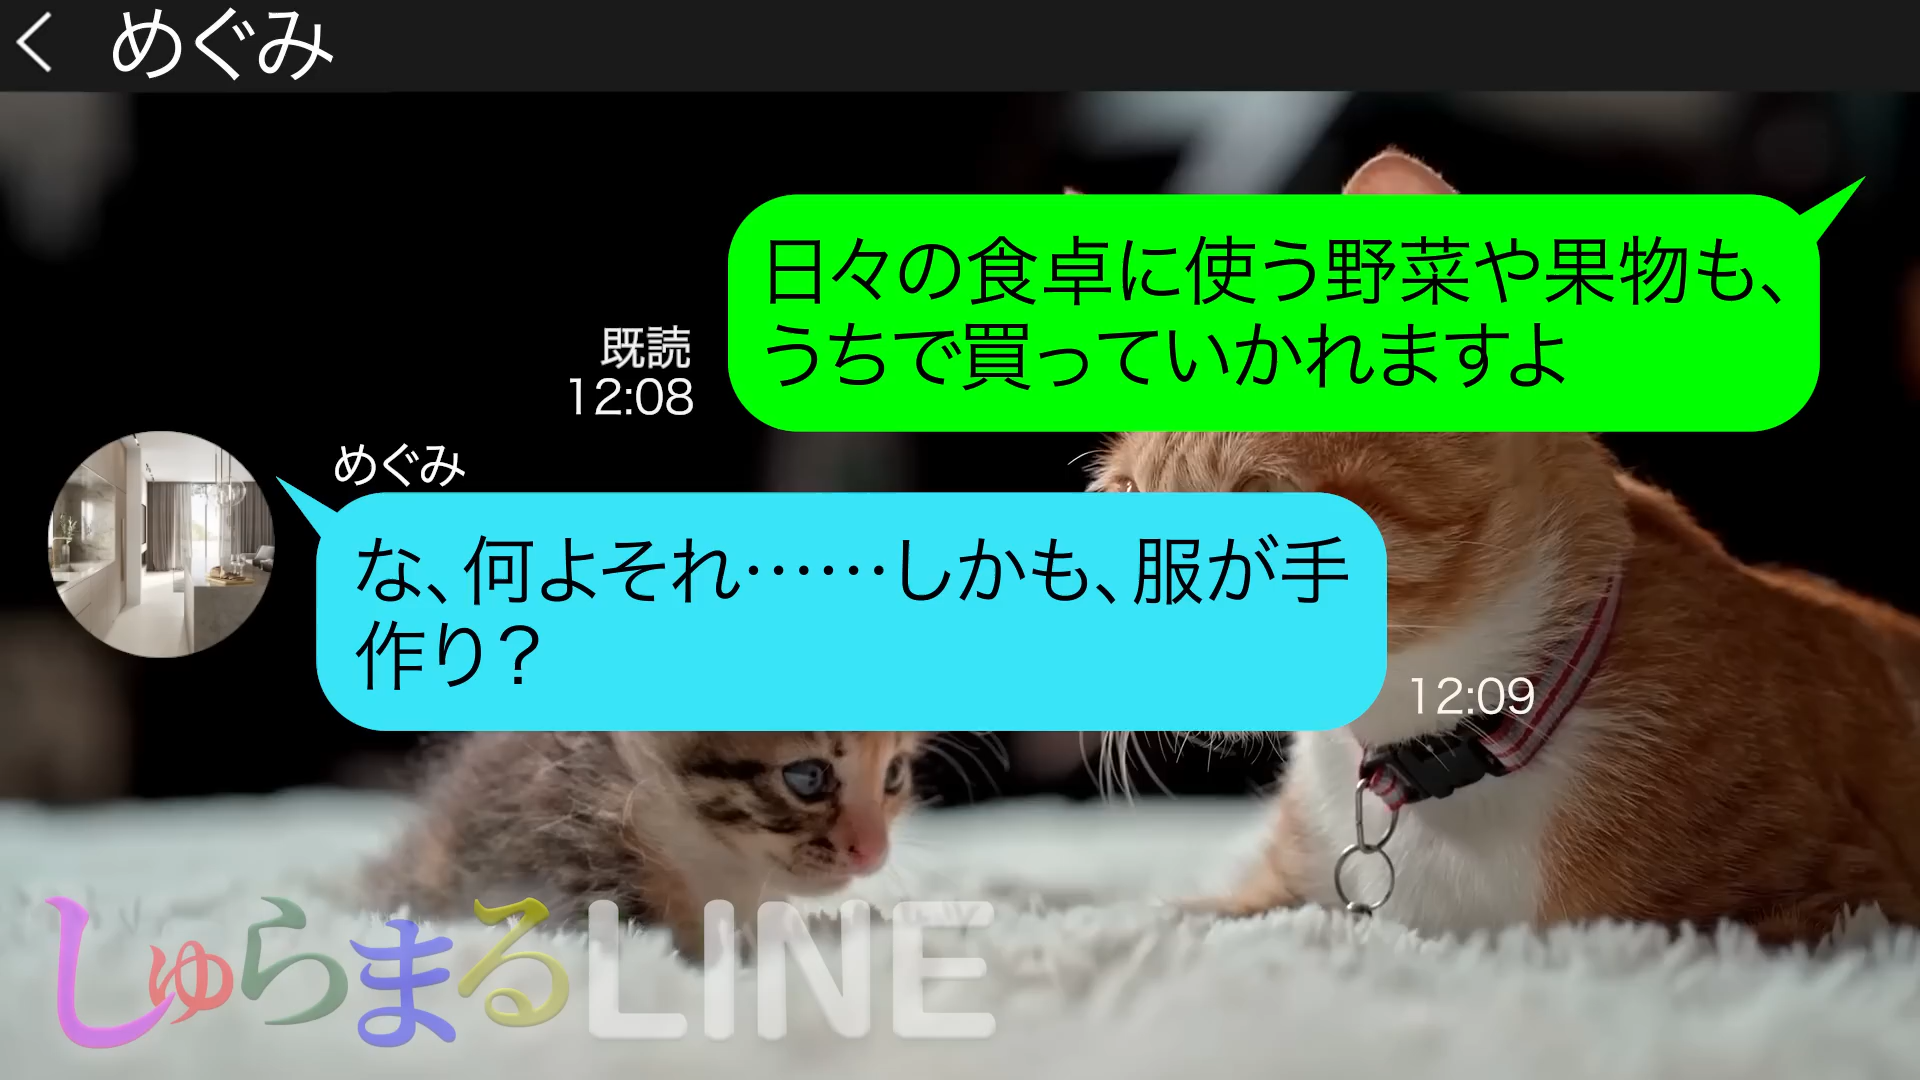 めぐみ
日々の食卓に使う野菜や果物も、
うちで買っていかれますよ
既読
12:08
めぐみ
な、何よそれ……しかも、服が手
作り？
12:09
しゅらまるLINE